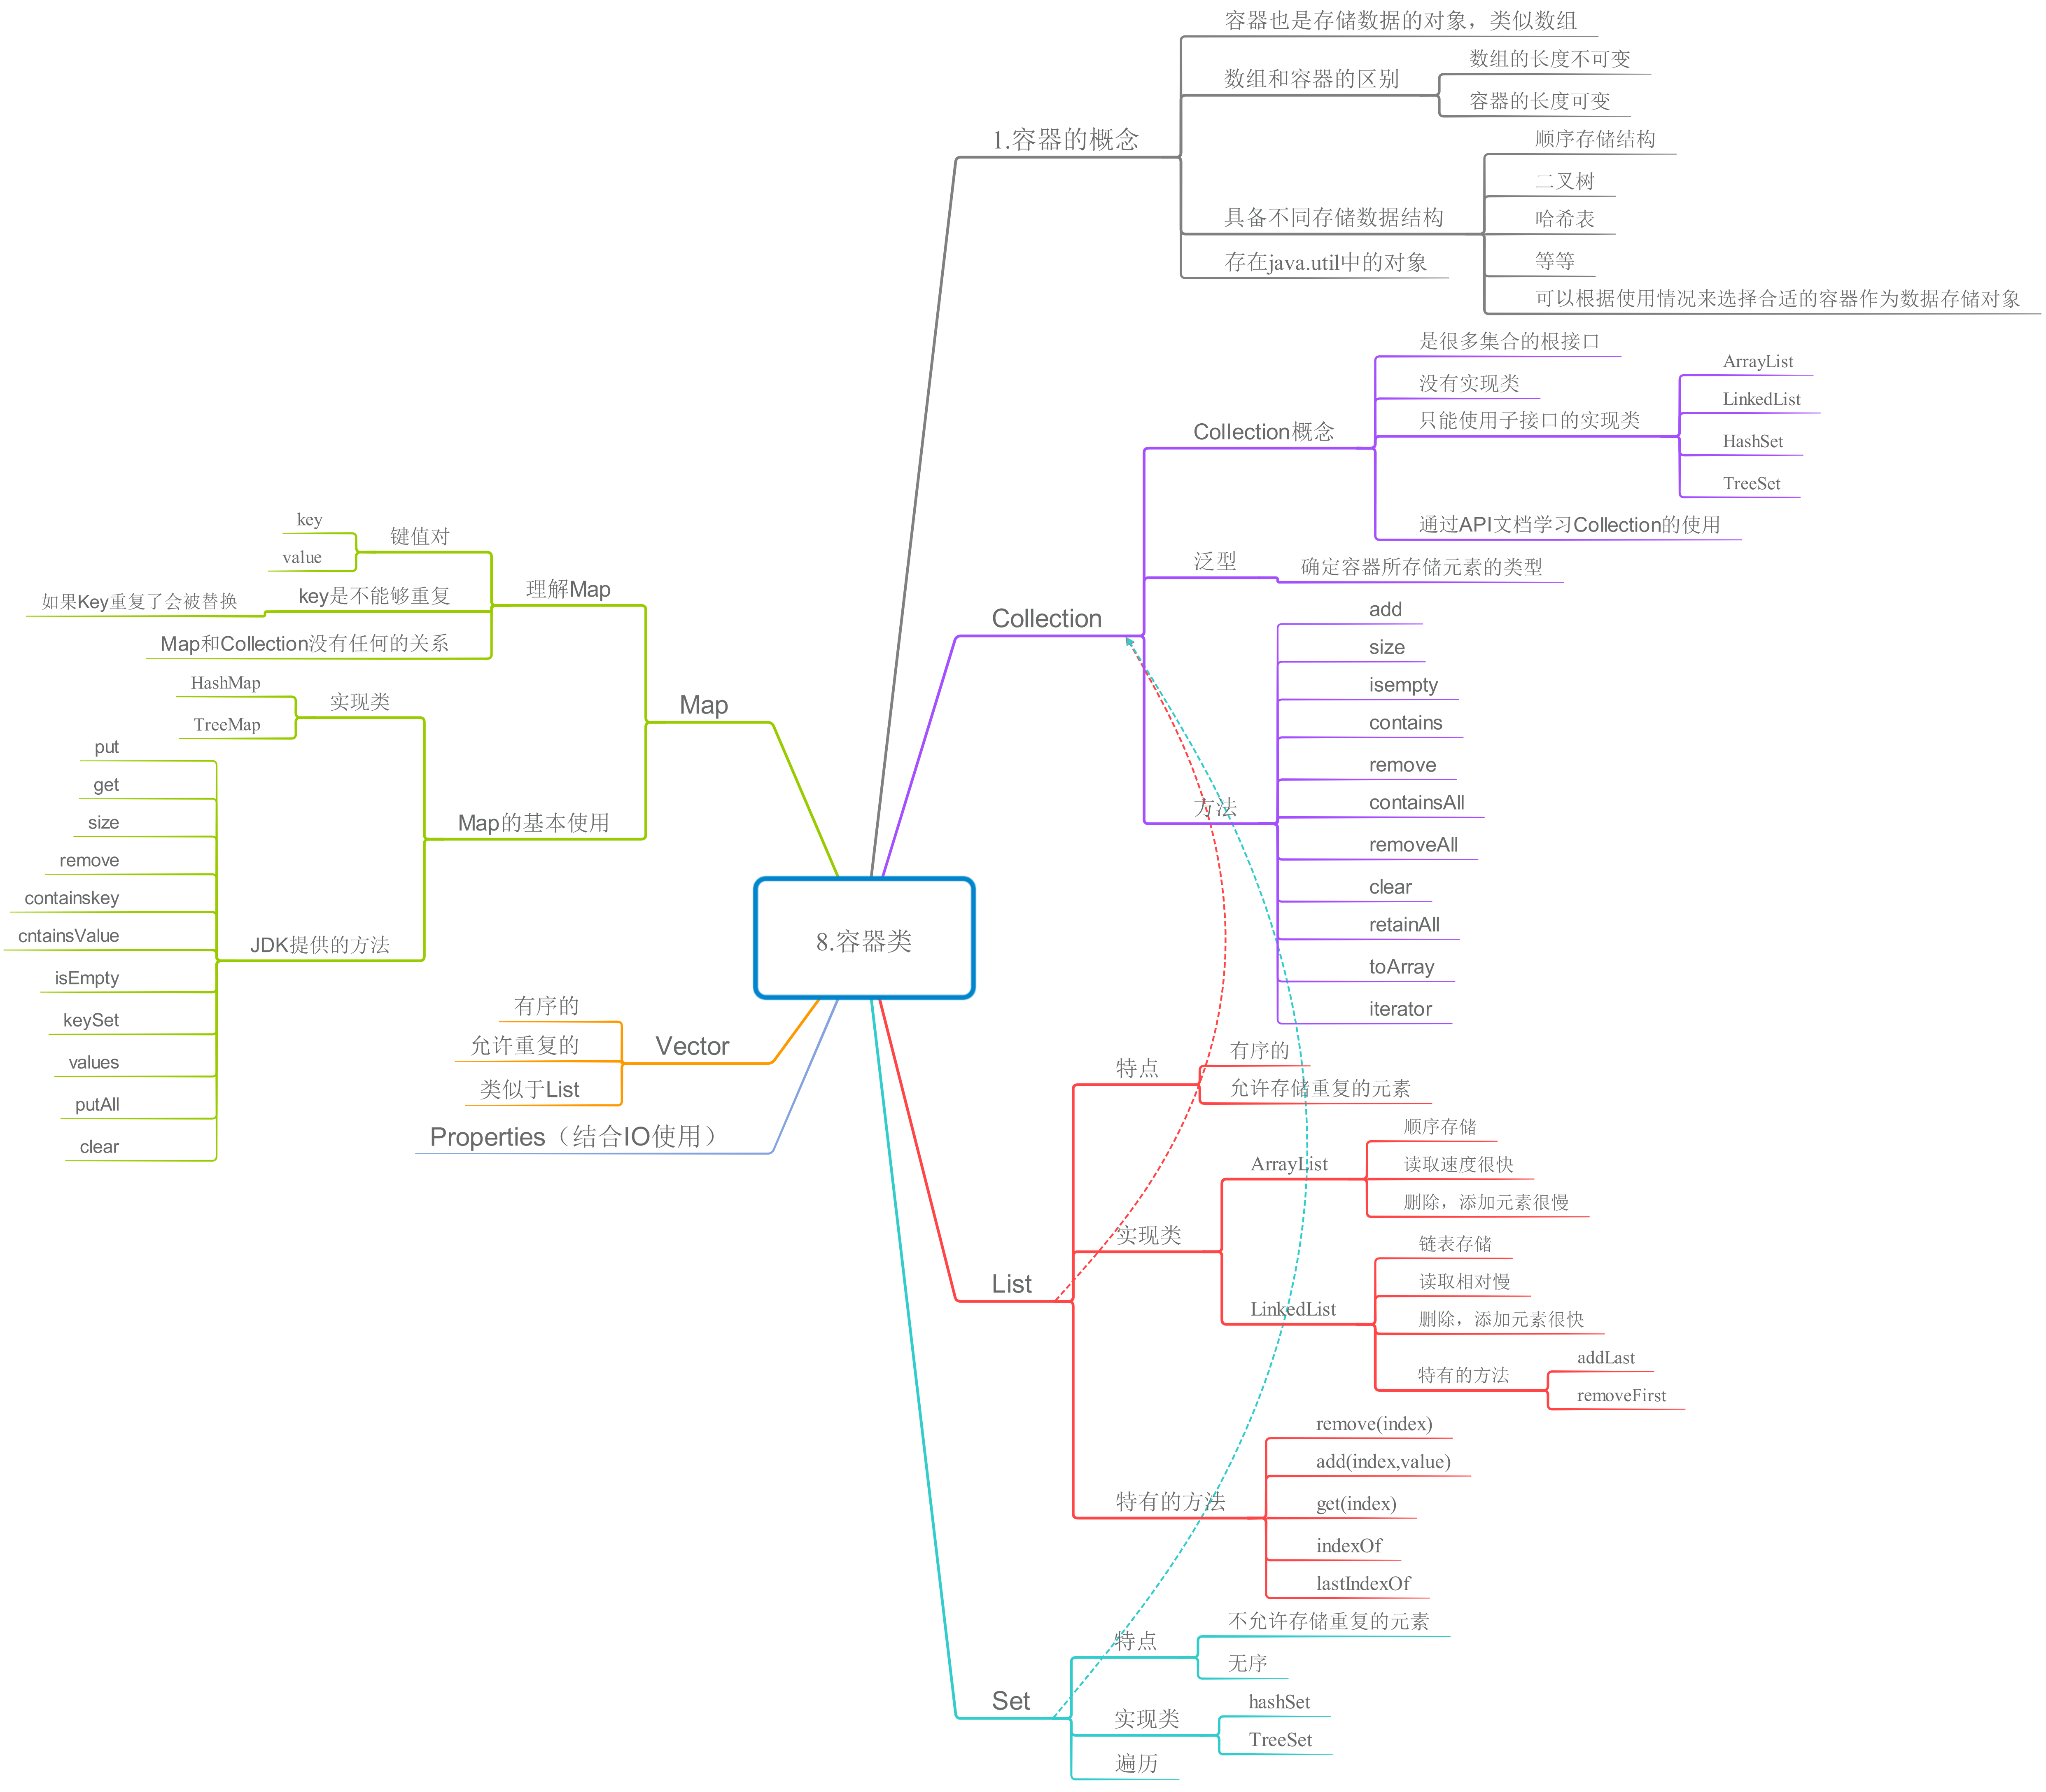 8.容器类
1.容器的概念
容器也是存储数据的对象，类似数组
数组和容器的区别
数组的长度不可变
容器的长度可变
具备不同存储数据结构
顺序存储结构
二叉树
哈希表
等等
可以根据使用情况来选择合适的容器作为数据存储对象
存在java.util中的对象
Collection
Collection概念
是很多集合的根接口
没有实现类
只能使用子接口的实现类
ArrayList
LinkedList
HashSet
TreeSet
通过API文档学习Collection的使用
泛型
确定容器所存储元素的类型
方法
add
size
isempty
contains
remove
containsAll
removeAll
clear
retainAll
toArray
iterator
List
特点
有序的
允许存储重复的元素
实现类
ArrayList
顺序存储
读取速度很快
删除，添加元素很慢
LinkedList
链表存储
读取相对慢
删除，添加元素很快
特有的方法
addLast
removeFirst
特有的方法
remove(index)
add(index,value)
get(index)
indexOf
lastIndexOf
Set
特点
不允许存储重复的元素
无序
实现类
hashSet
TreeSet
遍历
Map
理解Map
键值对
key
value
key是不能够重复
如果Key重复了会被替换
Map和Collection没有任何的关系
Map的基本使用
实现类
HashMap
TreeMap
JDK提供的方法
put
get
size
remove
containskey
cntainsValue
isEmpty
keySet
values
putAll
clear
Vector
有序的
允许重复的
类似于List
Properties（结合IO使用）